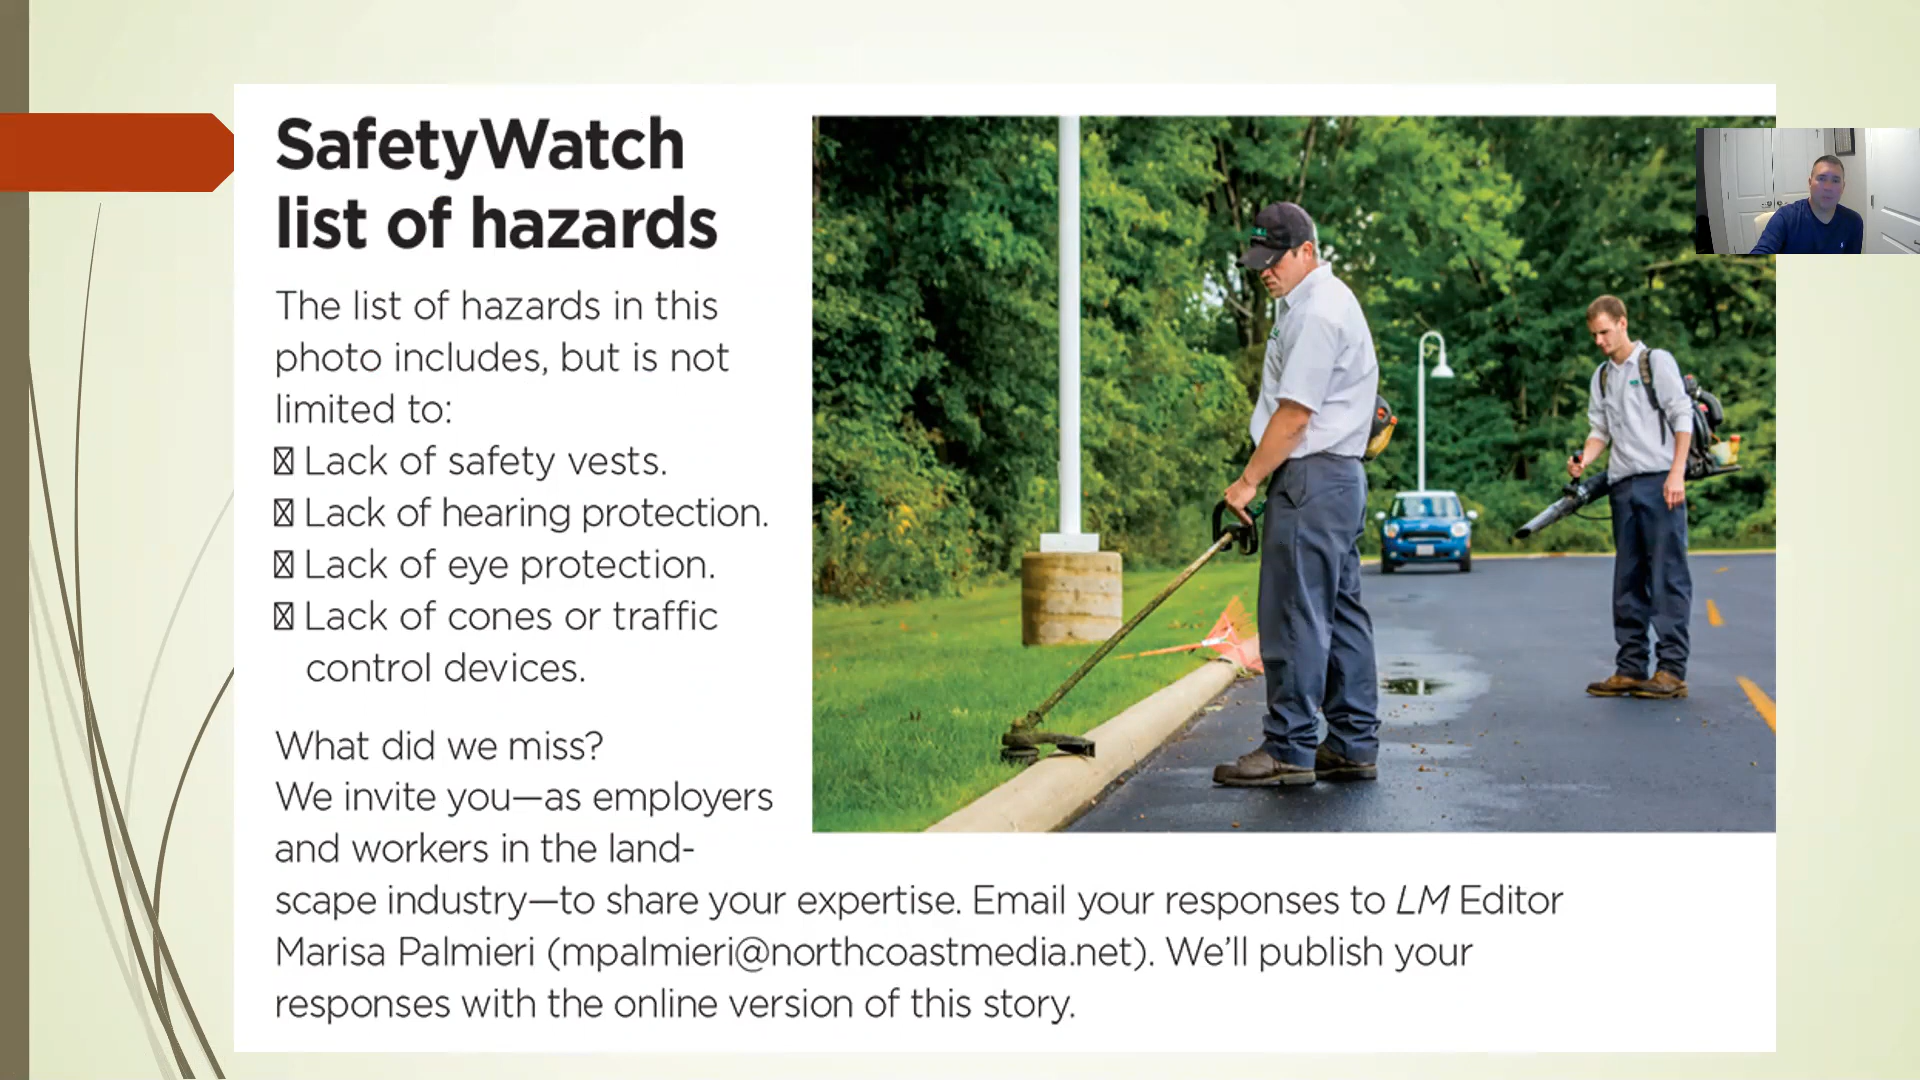 SafetyWatch
list of hazards
The list of hazards in this
photo includes, but is not
limited to:
Lack of safety vests.
Lack of hearing protection.
Lack of eye protection.
Lack of cones or traffic
control devices.
What did we miss?
We invite you—as employers
and workers in the land-
scape industry—to share your expertise. Email your responses to LM Editor
Marisa Palmieri (mpalmieri@northcoastmedia.net). We’ll publish your
responses with the online version of this story.